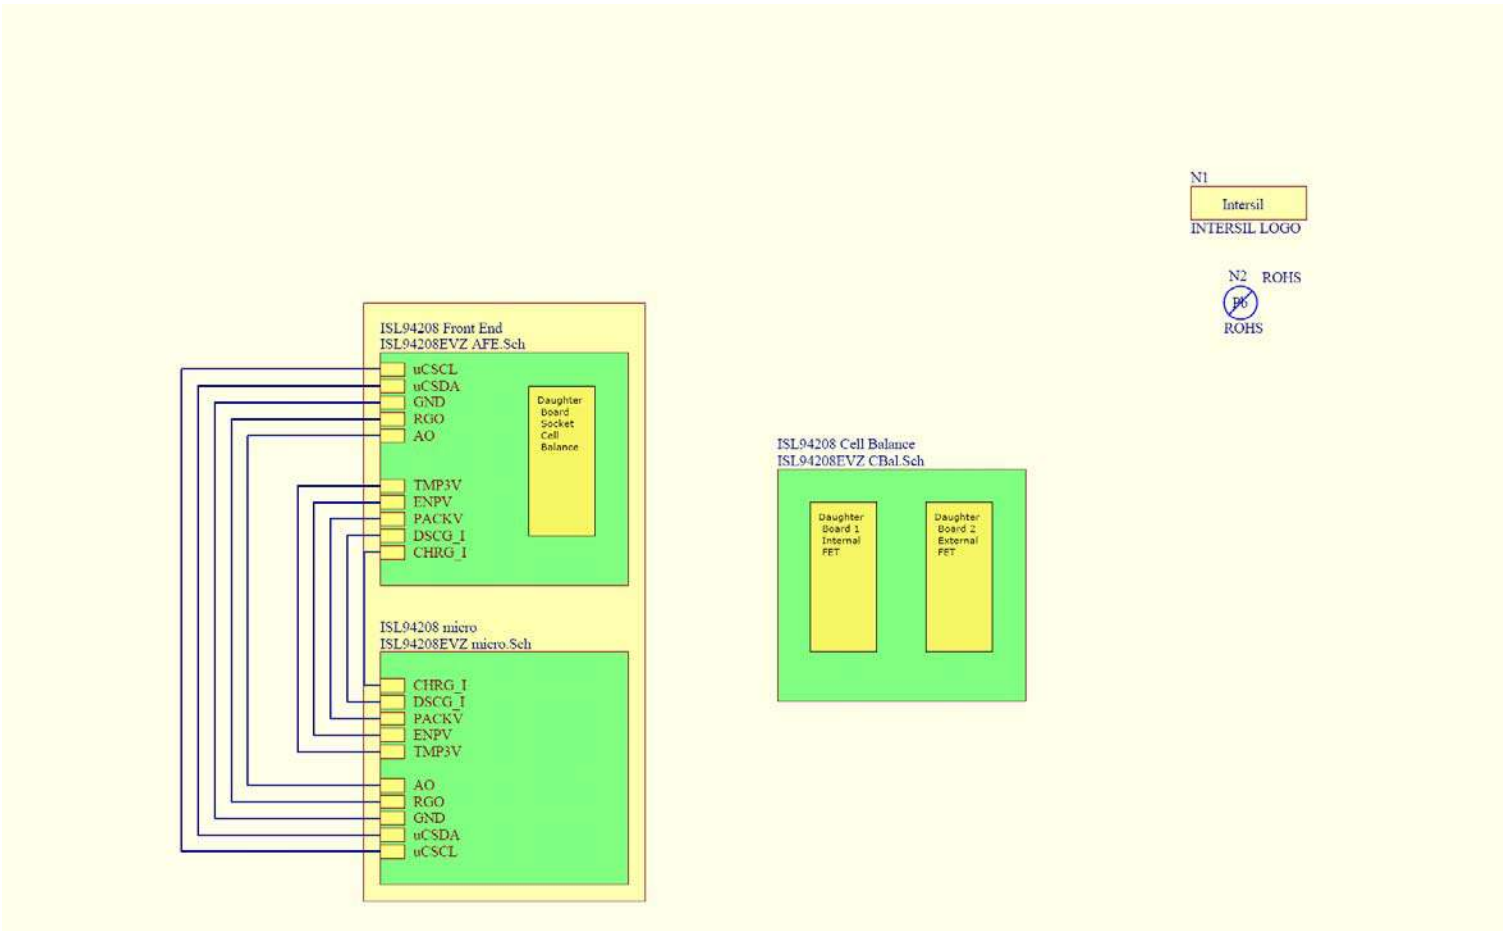 N1
Intersil
INTERSIL LOGO
N2 ROHS
Pb
ROHS
ISL94208 Front End
ISL94208EVZ AFE.Sch
uCSCL
uCSDA
GND
RGO
AO
TMP3V
ENPV
PACKV
DSCG_I
CHRG_I
Daughter
Board
Socket
Cell
Balance
ISL94208 Cell Balance
ISL94208EVZ CBal.Sch
Daughter
Board 1
Internal
FET
Daughter
Board 2
External
FET
ISL94208 micro
ISL94208EVZ micro.Sch
CHRG_I
DSCG_I
PACKV
ENPV
TMP3V
AO
RGO
GND
uCSDA
uCSCL